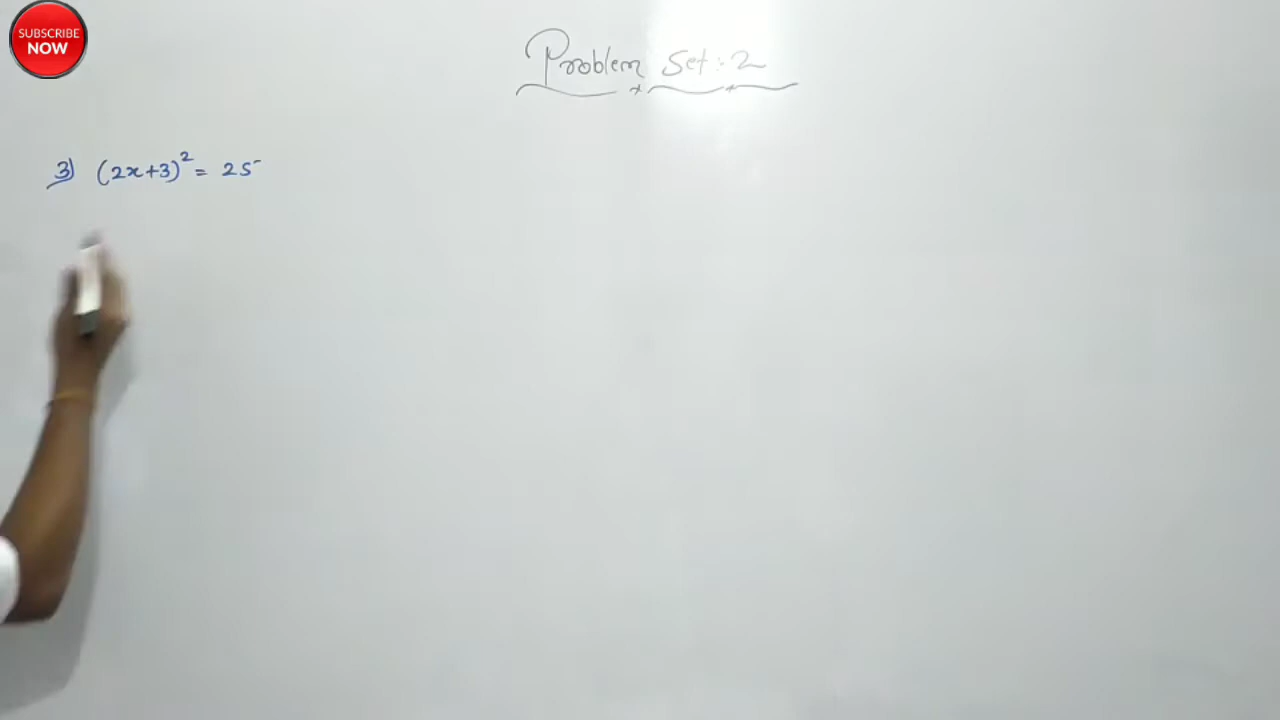 SUBSCRIBE
NOW
Problem Set : 2
3) (2x+3)² = 25